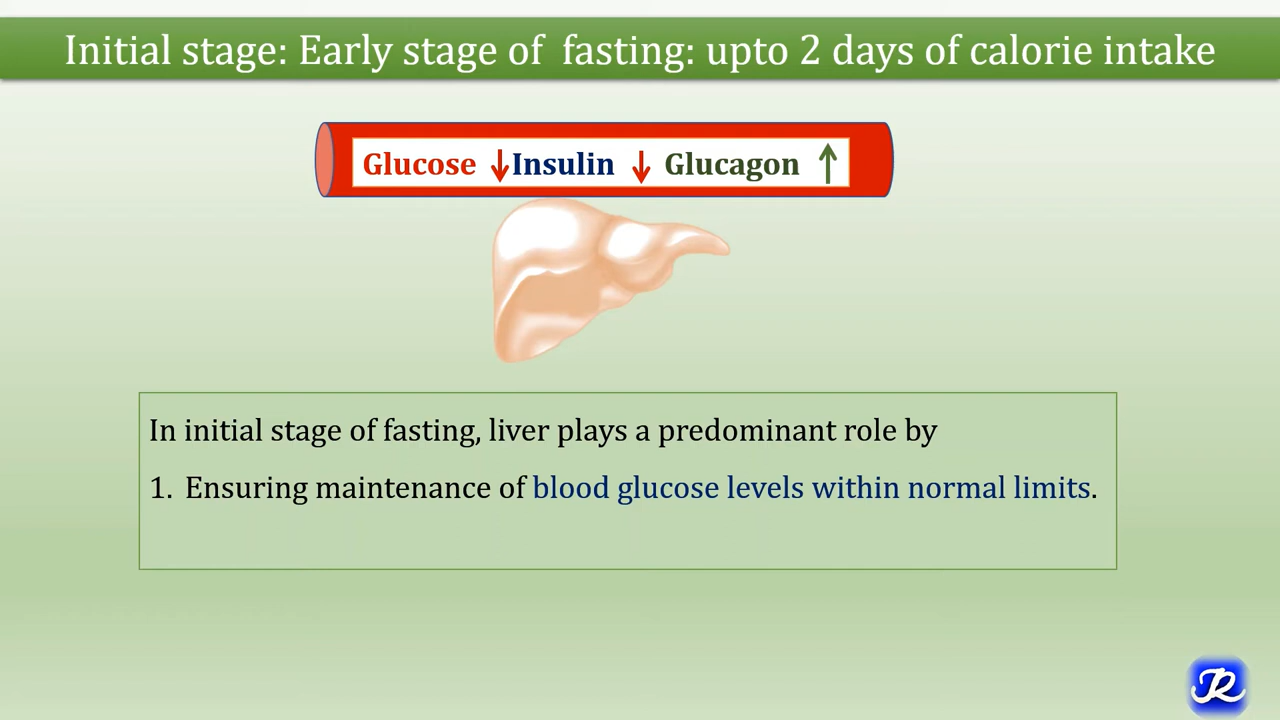 Initial stage: Early stage of fasting: upto 2 days of calorie intake
Glucose ↓Insulin ↓ Glucagon ↑
In initial stage of fasting, liver plays a predominant role by
1. Ensuring maintenance of blood glucose levels within normal limits.
JR